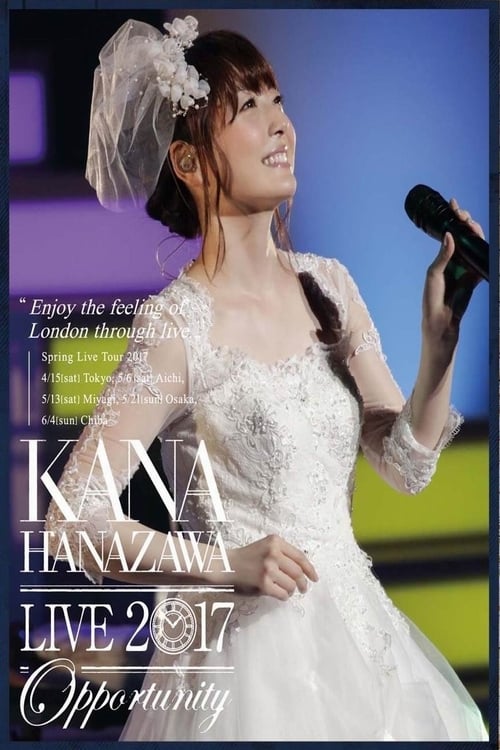 “ Enjoy the feeling of
London through live.
Spring Live Tour 2017
4/15[sat] Tokyo, 5/6[sat] Aichi,
5/13[sat] Miyagi, 5/21[sun] Osaka,
6/4[sun] Chiba
KANA
HANAZAWA
LIVE 2017
Opportunity